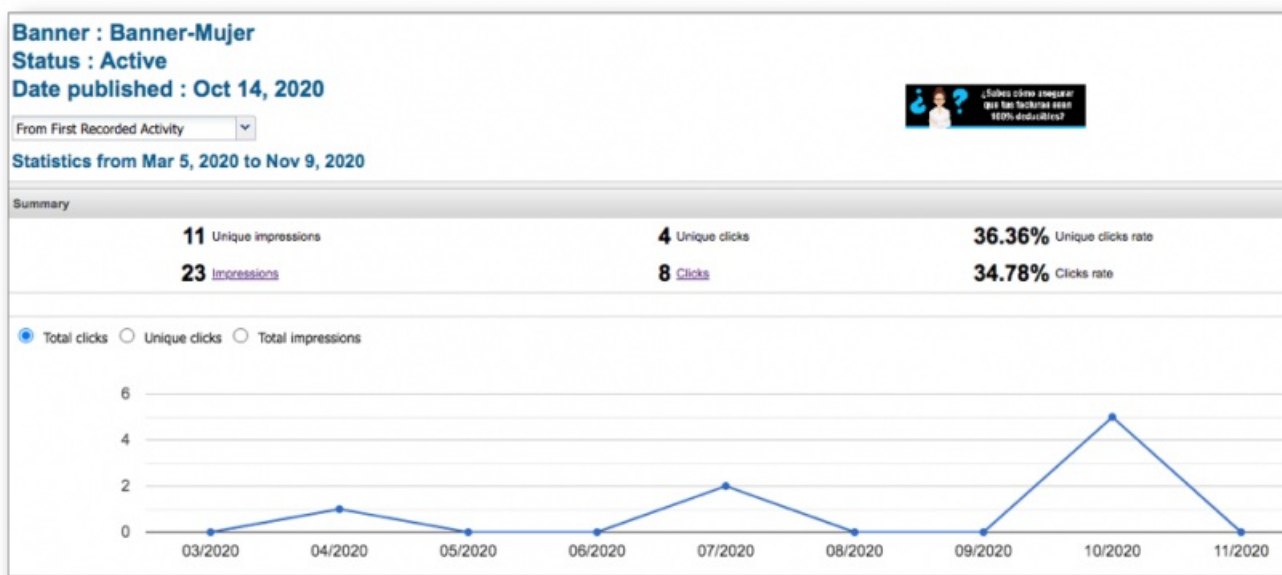 Banner : Banner-Mujer
Status : Active
Date published : Oct 14, 2020
¿ ?
¿Sabes cómo asegurar
que tus facturas sean
100% deducibles?
From First Recorded Activity
Statistics from Mar 5, 2020 to Nov 9, 2020
Summary
11 Unique impressions 4 Unique clicks 36.36% Unique clicks rate
23 Impressions 8 Clicks 34.78% Clicks rate
Total clicks Unique clicks Total impressions
6
4
2
0
03/2020 04/2020 05/2020 06/2020 07/2020 08/2020 09/2020 10/2020 11/2020